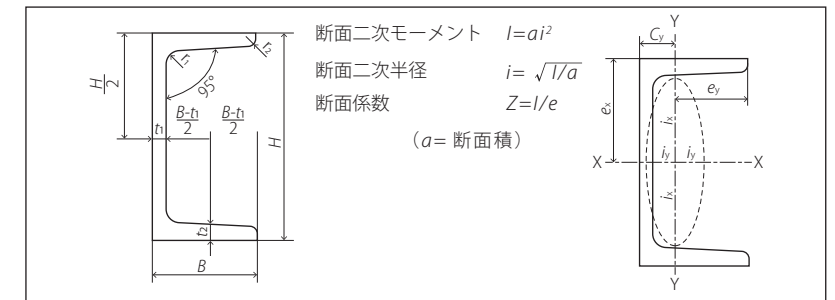 断面二次モーメント I=ai²
断面二次半径 i= √I/a
断面係数 Z=I/e
(a= 断面積)
H/2
t₁
B-t₁/2
B-t₁/2
r₁
r₂
95°
H
t₂
B
Y
Cy
eₓ
ey
iₓ
X
iy
iy
X
iₓ
Y